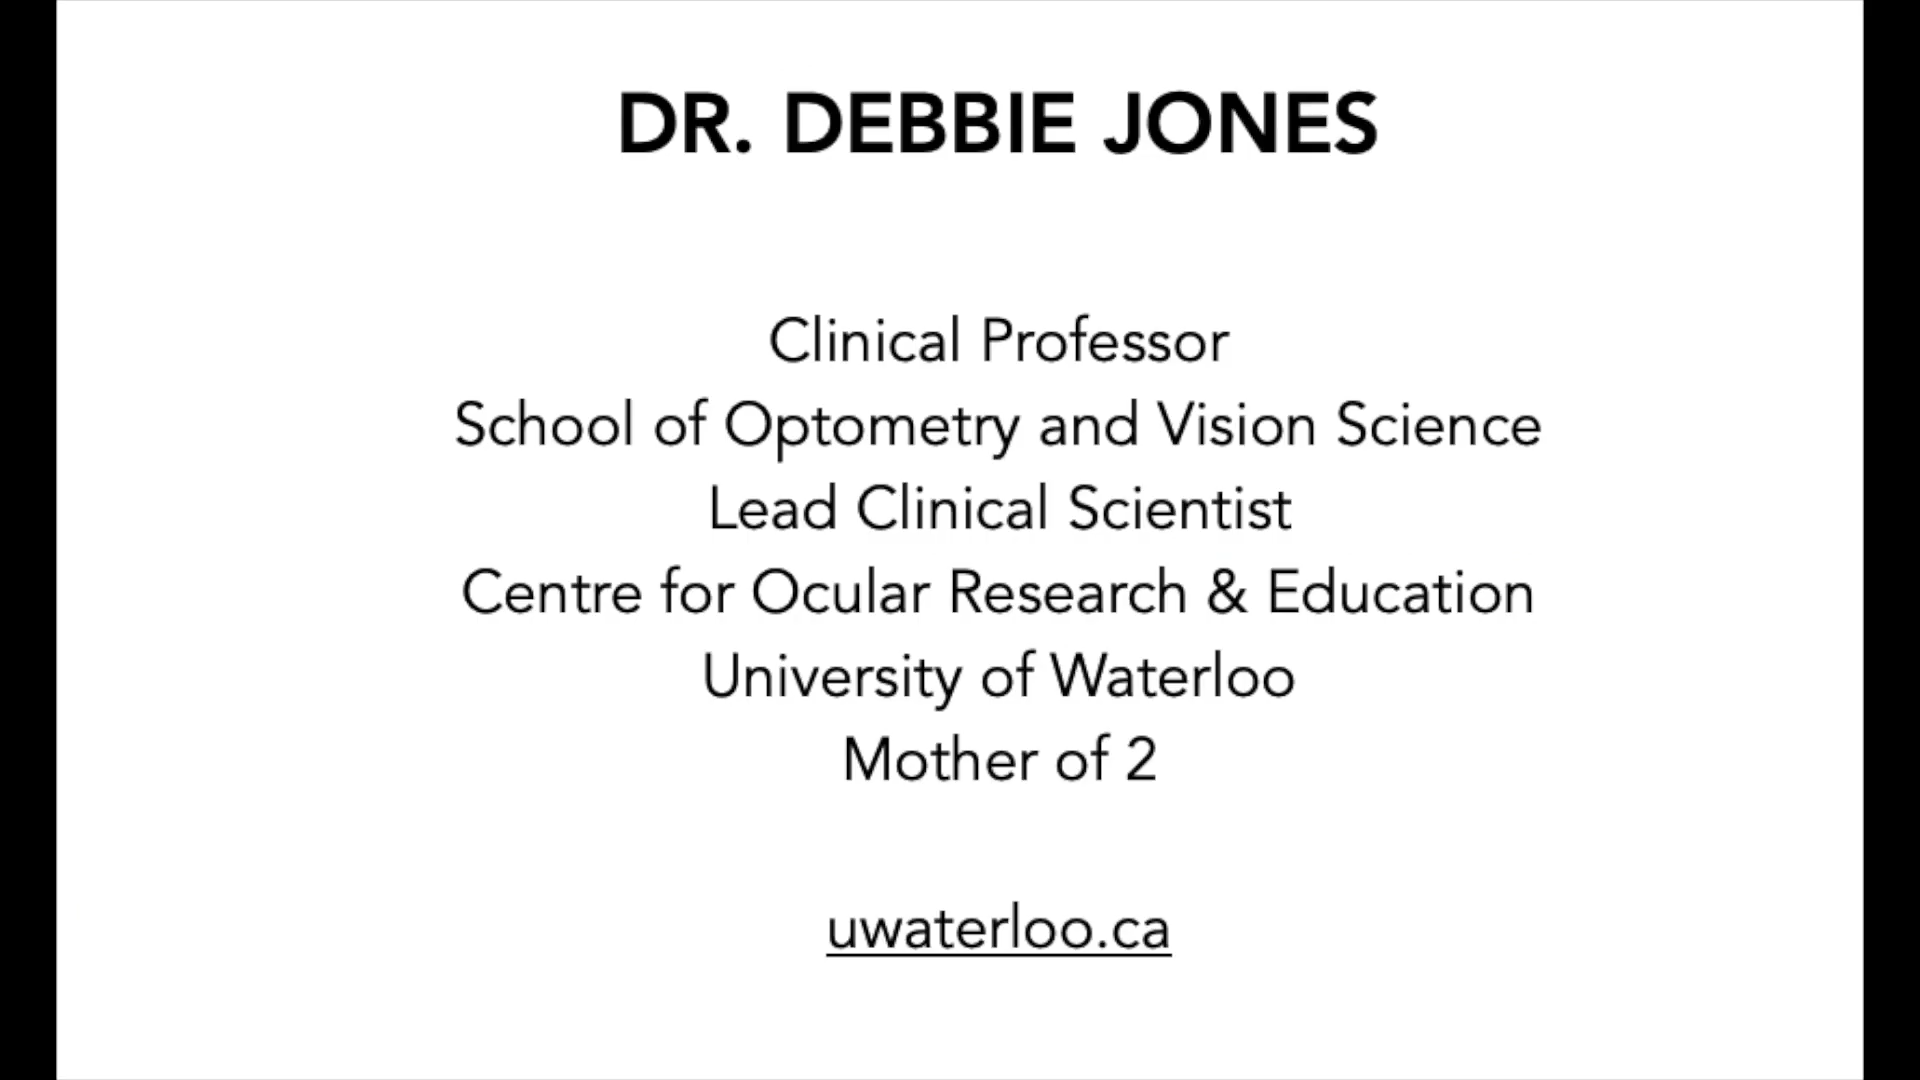 DR. DEBBIE JONES
Clinical Professor
School of Optometry and Vision Science
Lead Clinical Scientist
Centre for Ocular Research & Education
University of Waterloo
Mother of 2
uwaterloo.ca